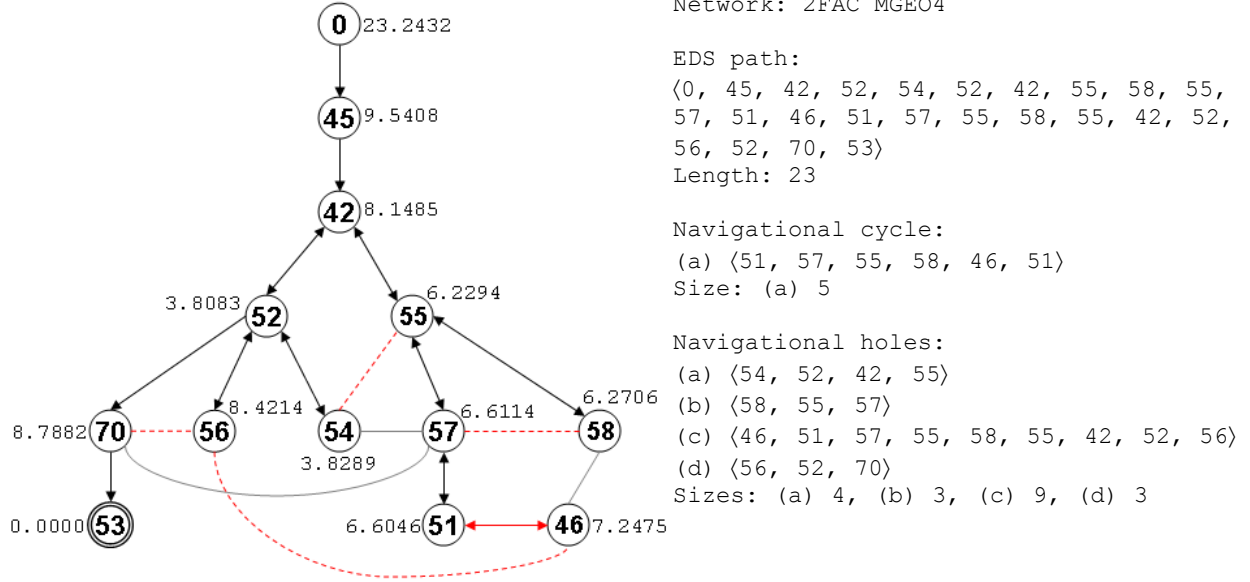 Network: 2FAC MGEO4
0 23.2432
EDS path:
⟨0, 45, 42, 52, 54, 52, 42, 55, 58, 55,
57, 51, 46, 51, 57, 55, 58, 55, 42, 52,
56, 52, 70, 53⟩
Length: 23
45 9.5408
42 8.1485
Navigational cycle:
(a) ⟨51, 57, 55, 58, 46, 51⟩
Size: (a) 5
3.8083 52
6.2294 55
Navigational holes:
(a) ⟨54, 52, 42, 55⟩
(b) ⟨58, 55, 57⟩
(c) ⟨46, 51, 57, 55, 58, 55, 42, 52, 56⟩
(d) ⟨56, 52, 70⟩
Sizes: (a) 4, (b) 3, (c) 9, (d) 3
8.7882 70
56 8.4214
54 3.8289
57 6.6114
58 6.2706
0.0000 53
6.6046 51
46 7.2475